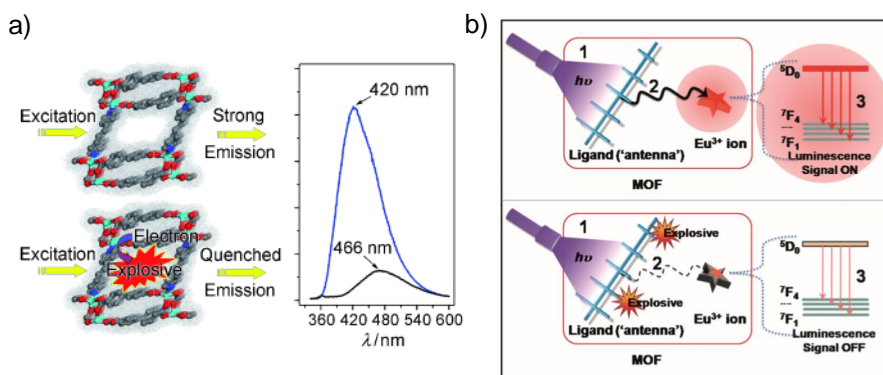 a)
Excitation
Strong
Emission
Excitation
Electron
Explosive
Quenched
Emission
420 nm
466 nm
360 420 480 540 600
λ/nm
b)
1
hυ
2
Ligand ('antenna')
Eu³⁺ ion
MOF
⁵D₀
3
⁷F₄
----
⁷F₁
Luminescence
Signal ON
1
hυ
Explosive
2
Explosive
Ligand ('antenna')
Eu³⁺ ion
MOF
⁵D₀
3
⁷F₄
----
⁷F₁
Luminescence
Signal OFF